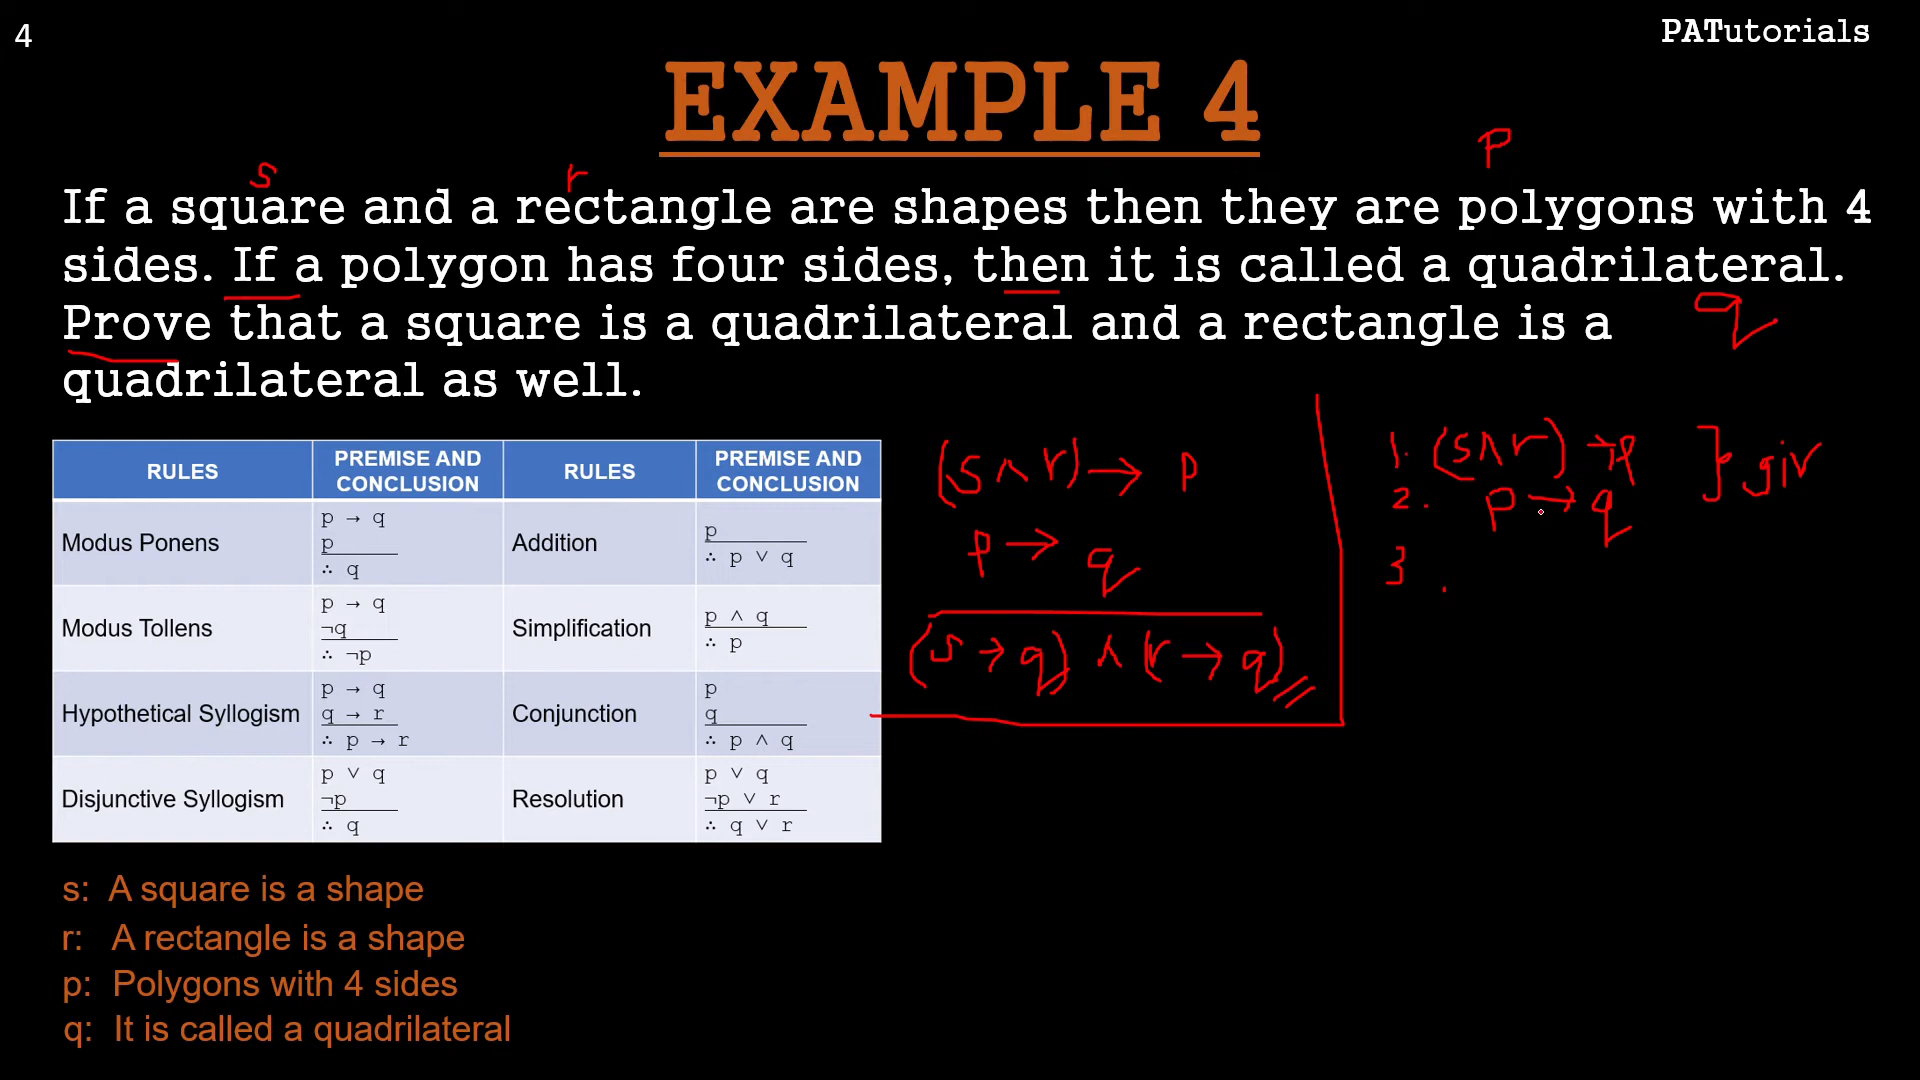 4
PATutorials
EXAMPLE 4
s r p
If a square and a rectangle are shapes then they are polygons with 4
sides. If a polygon has four sides, then it is called a quadrilateral.
Prove that a square is a quadrilateral and a rectangle is a
quadrilateral as well.
q
RULES PREMISE AND CONCLUSION RULES PREMISE AND CONCLUSION
Modus Ponens
p → q
p
∴ q
Addition
p
∴ p ∨ q
Modus Tollens
p → q
¬q
∴ ¬p
Simplification
p ∧ q
∴ p
Hypothetical Syllogism
p → q
q → r
∴ p → r
Conjunction
p
q
∴ p ∧ q
Disjunctive Syllogism
p ∨ q
¬p
∴ q
Resolution
p ∨ q
¬p ∨ r
∴ q ∨ r
(s ∧ r) → p
p → q
(s → q) ∧ (r → q)
1. (s ∧ r) → p } giv
2. p → q
3 .
s: A square is a shape
r: A rectangle is a shape
p: Polygons with 4 sides
q: It is called a quadrilateral